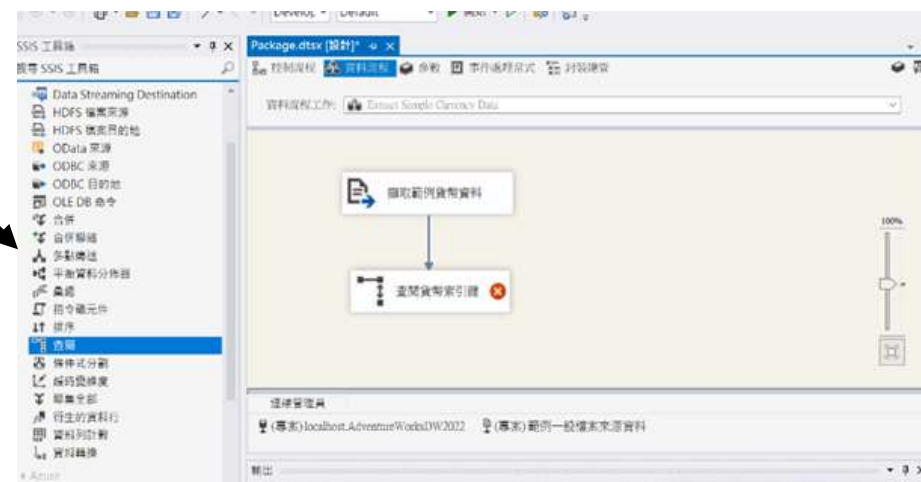 Develop Default
SSIS 工具箱
搜尋 SSIS 工具箱
Data Streaming Destination
HDFS 檔案來源
HDFS 檔案目的地
OData 來源
ODBC 來源
ODBC 目的地
OLE DB 命令
合併
合併聯結
多點傳送
平衡資料分佈器
彙總
指令碼元件
排序
查閱
條件式分割
緩時變維度
聯集全部
衍生的資料行
資料列計數
資料轉換
Azure
Package.dtsx [設計]*
控制流程 資料流程 參數 事件處理常式 封裝總管
資料流程工作: Extract Sample Currency Data
擷取範例貨幣資料
查閱貨幣索引鍵
100%
連線管理員
(專案) localhost.AdventureWorksDW2022 (專案) 範例一般檔案來源資料
輸出